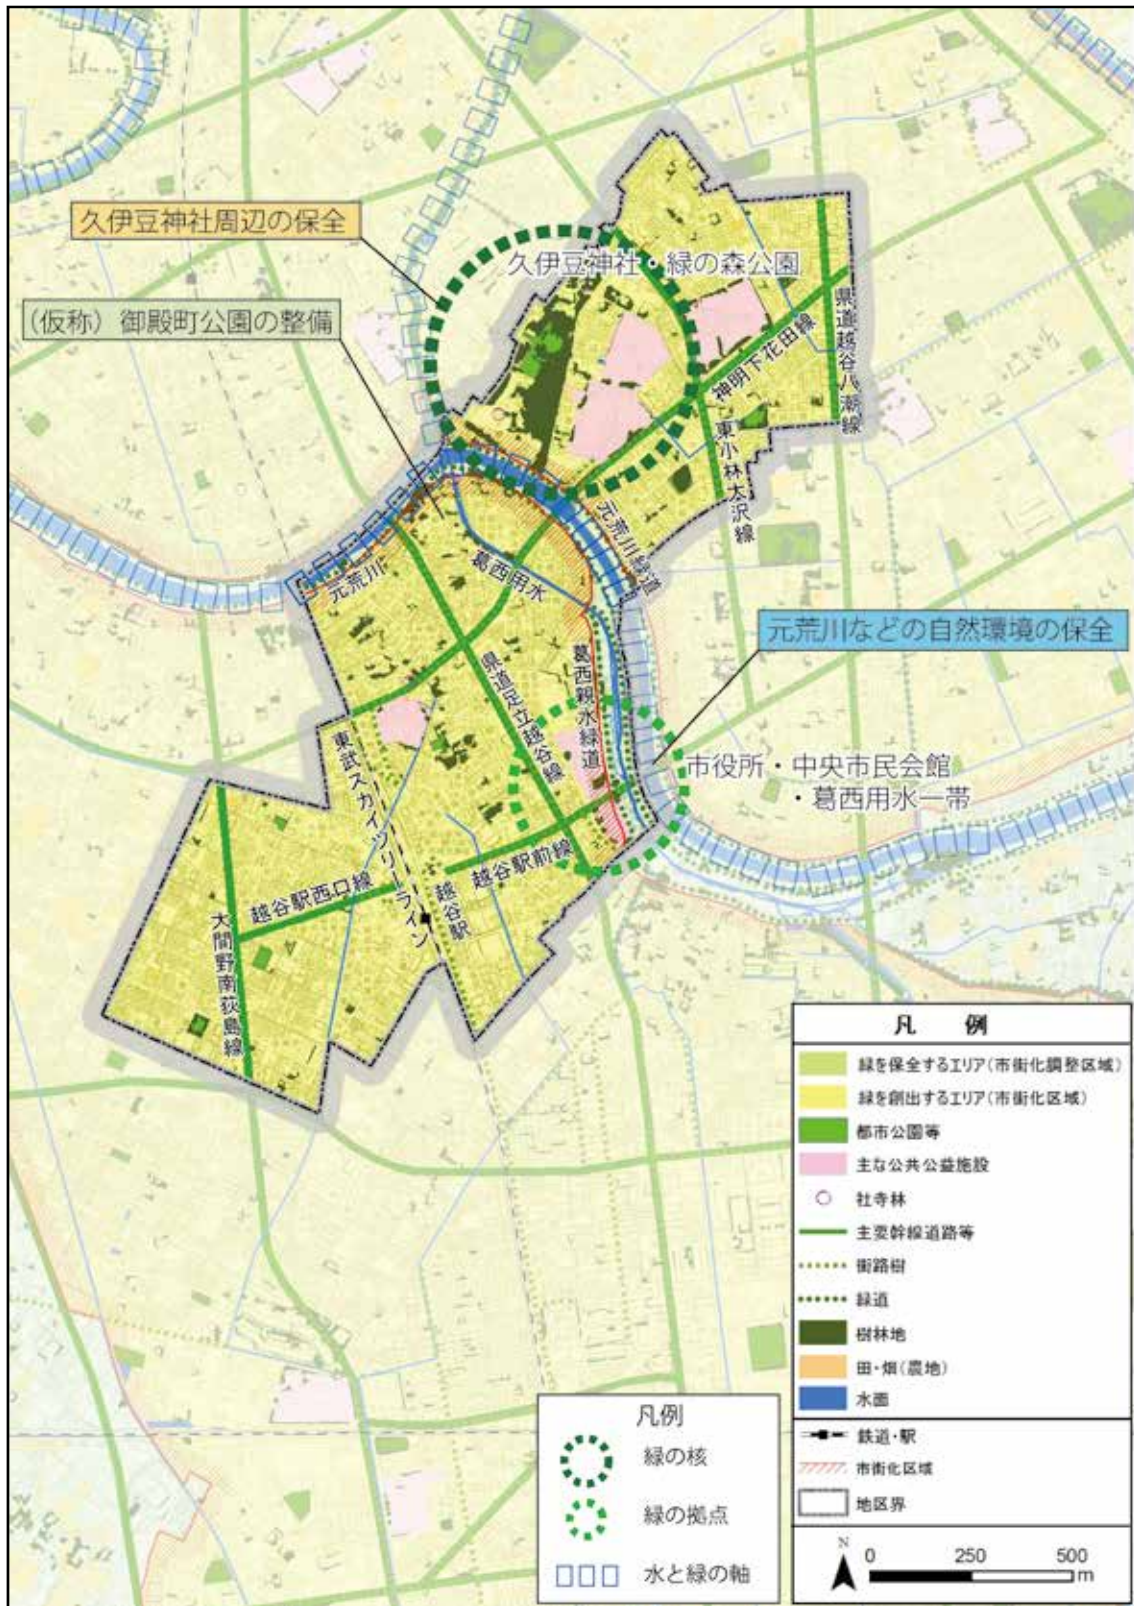 久伊豆神社周辺の保全
久伊豆神社・緑の森公園
(仮称) 御殿町公園の整備
県道越谷八潮線
神明下花田線
東小林大沢線
元荒川緑道
元荒川
葛西用水
元荒川などの自然環境の保全
県道足立越谷線
葛西親水緑道
市役所・中央市民会館
・葛西用水一帯
東武スカイツリーライン
越谷駅前線
越谷駅西口線
越谷駅
大間野南荻島線
凡 例
緑を保全するエリア(市街化調整区域)
緑を創出するエリア(市街化区域)
都市公園等
主な公共公益施設
社寺林
主要幹線道路等
街路樹
緑道
樹林地
田・畑(農地)
水面
鉄道・駅
市街化区域
地区界
N
0 250 500
m
凡例
緑の核
緑の拠点
水と緑の軸